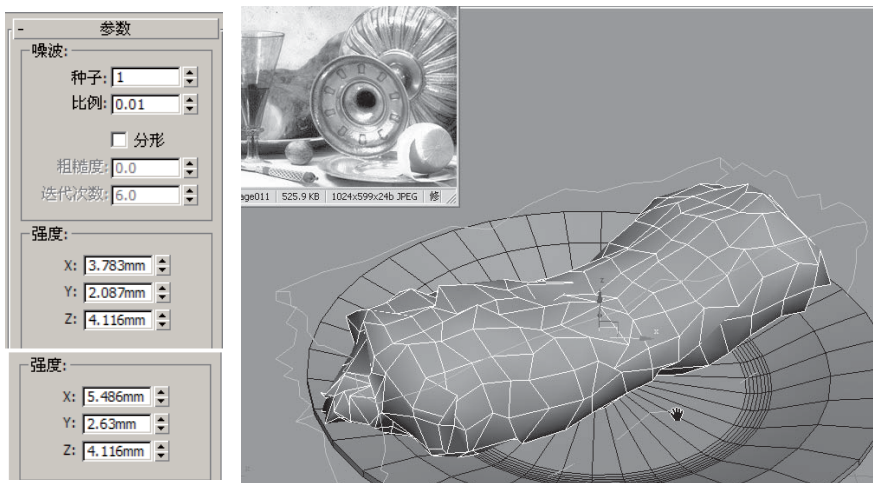 - 参数
噪波:
种子: 1
比例: 0.01
分形
粗糙度: 0.0
迭代次数: 6.0
强度:
X: 3.783mm
Y: 2.087mm
Z: 4.116mm
强度:
X: 5.486mm
Y: 2.63mm
Z: 4.116mm
age011 525.9 KB 1024x599x24b JPEG 修
z
x